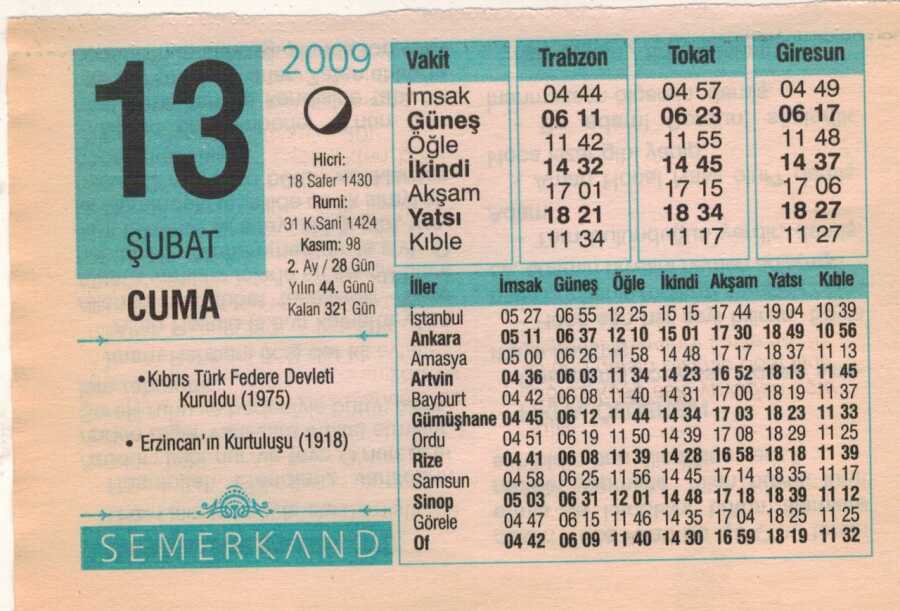 13
2009
Hicri:
18 Safer 1430
Rumi:
31 K.Sani 1424
Kasım: 98
2. Ay / 28 Gün
Yılın 44. Günü
Kalan 321 Gün
ŞUBAT
CUMA
•Kıbrıs Türk Federe Devleti
Kuruldu (1975)
• Erzincan'ın Kurtuluşu (1918)
SEMERKAND
Vakit Trabzon Tokat Giresun
İmsak 04 44 04 57 04 49
Güneş 06 11 06 23 06 17
Öğle 11 42 11 55 11 48
İkindi 14 32 14 45 14 37
Akşam 17 01 17 15 17 06
Yatsı 18 21 18 34 18 27
Kıble 11 34 11 17 11 27
İller İmsak Güneş Öğle İkindi Akşam Yatsı Kıble
İstanbul 05 27 06 55 12 25 15 15 17 44 19 04 10 39
Ankara 05 11 06 37 12 10 15 01 17 30 18 49 10 56
Amasya 05 00 06 26 11 58 14 48 17 17 18 37 11 13
Artvin 04 36 06 03 11 34 14 23 16 52 18 13 11 45
Bayburt 04 42 06 08 11 40 14 31 17 00 18 19 11 37
Gümüşhane 04 45 06 12 11 44 14 34 17 03 18 23 11 33
Ordu 04 51 06 19 11 50 14 39 17 08 18 29 11 25
Rize 04 41 06 08 11 39 14 28 16 58 18 18 11 39
Samsun 04 58 06 25 11 56 14 45 17 14 18 35 11 17
Sinop 05 03 06 31 12 01 14 48 17 18 18 39 11 12
Görele 04 47 06 15 11 46 14 35 17 04 18 25 11 25
Of 04 42 06 09 11 40 14 30 16 59 18 19 11 32